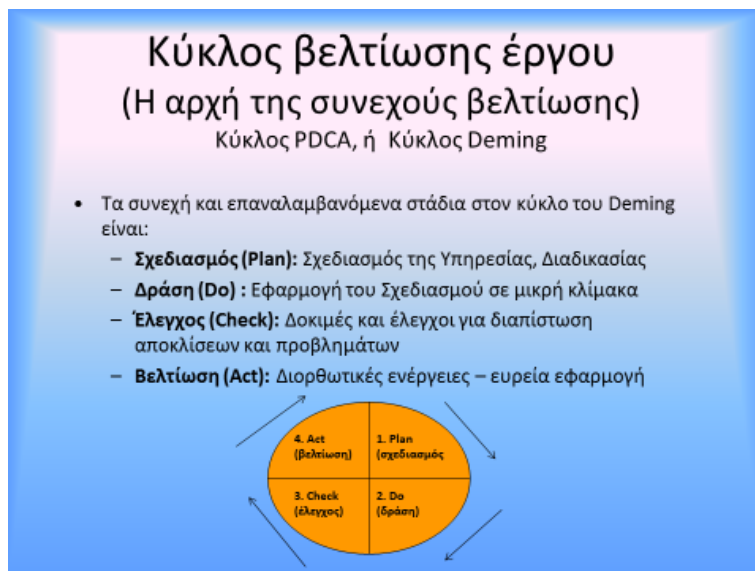 Κύκλος βελτίωσης έργου
(Η αρχή της συνεχούς βελτίωσης)
Κύκλος PDCA, ή Κύκλος Deming
• Τα συνεχή και επαναλαμβανόμενα στάδια στον κύκλο του Deming
είναι:
– Σχεδιασμός (Plan): Σχεδιασμός της Υπηρεσίας, Διαδικασίας
– Δράση (Do) : Εφαρμογή του Σχεδιασμού σε μικρή κλίμακα
– Έλεγχος (Check): Δοκιμές και έλεγχοι για διαπίστωση
αποκλίσεων και προβλημάτων
– Βελτίωση (Act): Διορθωτικές ενέργειες – ευρεία εφαρμογή
4. Act
(βελτίωση)
1. Plan
(σχεδιασμός
3. Check
(έλεγχος)
2. Do
(δράση)